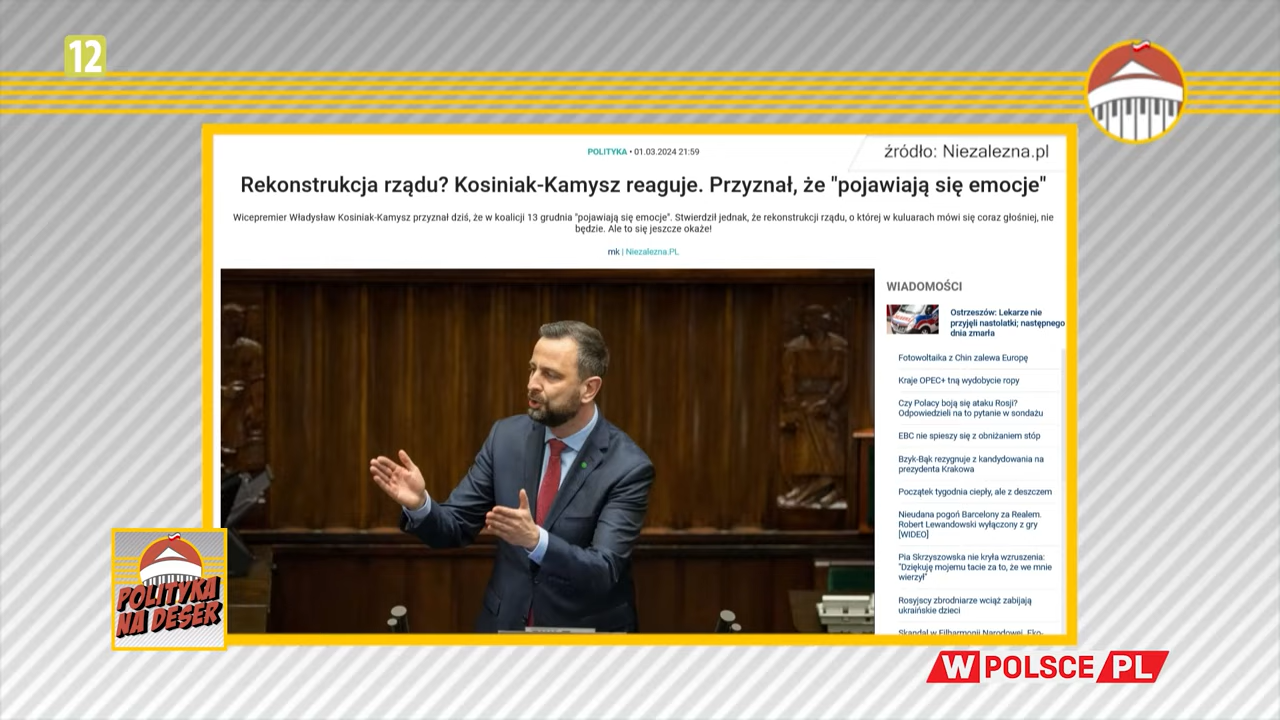 12
źródło: Niezalezna.pl
POLITYKA • 01.03.2024 21:59
Rekonstrukcja rządu? Kosiniak-Kamysz reaguje. Przyznał, że "pojawiają się emocje"
Wicepremier Władysław Kosiniak-Kamysz przyznał dziś, że w koalicji 13 grudnia "pojawiają się emocje". Stwierdził jednak, że rekonstrukcji rządu, o której w kuluarach mówi się coraz głośniej, nie
będzie. Ale to się jeszcze okaże!
mk | Niezalezna.PL
WIADOMOŚCI
Ostrzeszów: Lekarze nie
przyjęli nastolatki; następnego
dnia zmarła
Fotowoltaika z Chin zalewa Europę
Kraje OPEC+ tną wydobycie ropy
Czy Polacy boją się ataku Rosji?
Odpowiedzieli na to pytanie w sondażu
EBC nie spieszy się z obniżaniem stóp
Bzyk-Bąk rezygnuje z kandydowania na
prezydenta Krakowa
Początek tygodnia ciepły, ale z deszczem
Nieudana pogoń Barcelony za Realem.
Robert Lewandowski wyłączony z gry
[WIDEO]
Pia Skrzyszowska nie kryła wzruszenia:
"Dziękuję mojemu tacie za to, że we mnie
wierzył"
Rosyjscy zbrodniarze wciąż zabijają
ukraińskie dzieci
Skandal w Filharmonii Narodowej. Eko-
POLITYKA
NA DESER
W POLSCE PL